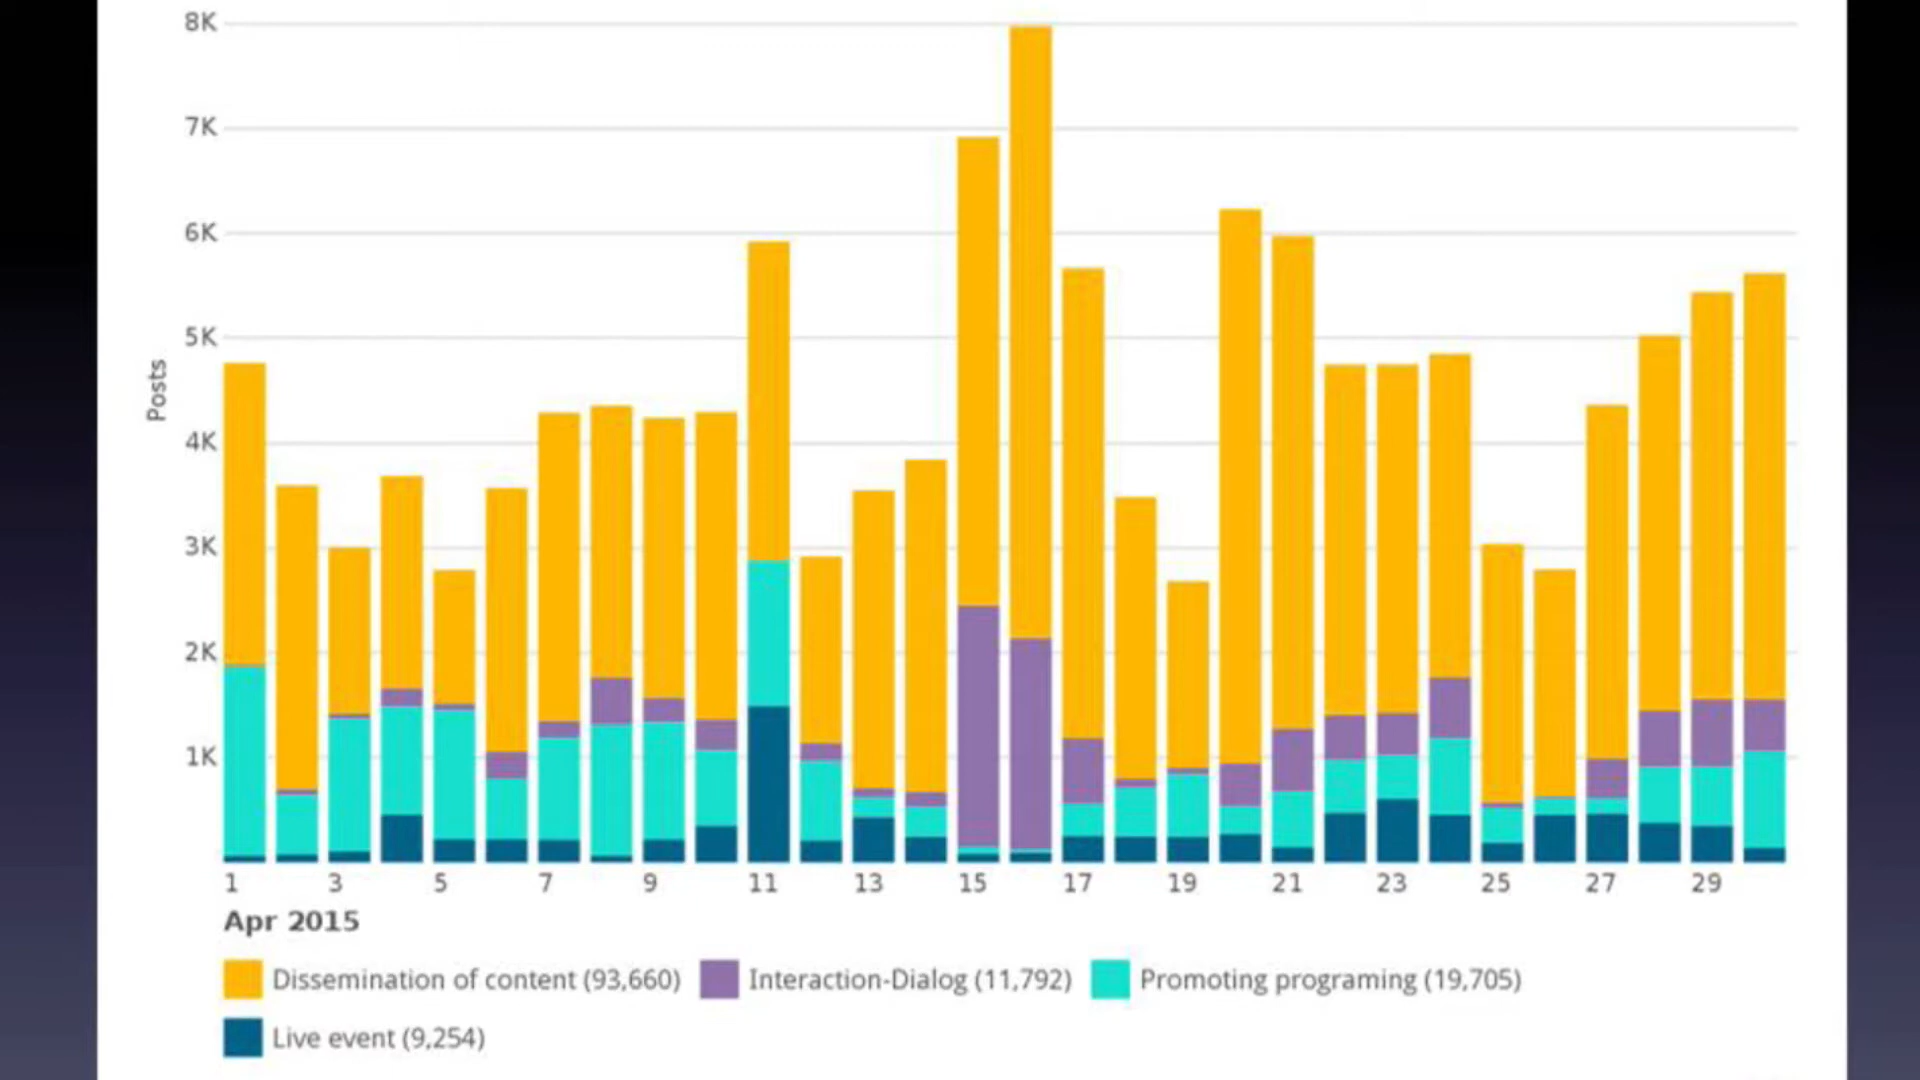 8K
7K
6K
5K
4K
3K
2K
1K
Posts
1 3 5 7 9 11 13 15 17 19 21 23 25 27 29
Apr 2015
Dissemination of content (93,660) Interaction-Dialog (11,792) Promoting programing (19,705)
Live event (9,254)